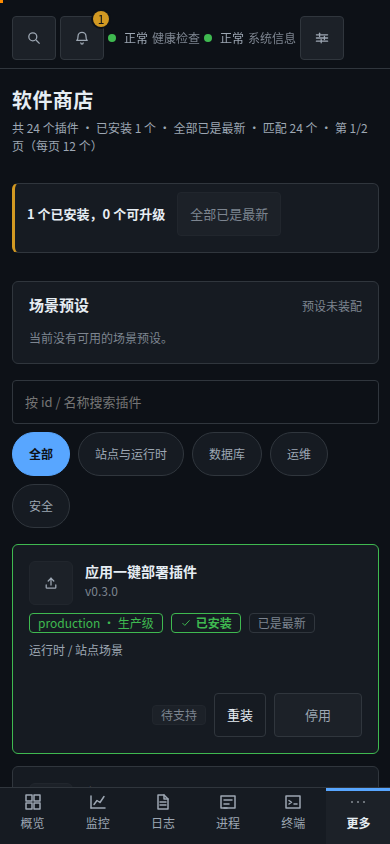 1
正常 健康检查 正常 系统信息
软件商店
共 24 个插件 · 已安装 1 个 · 全部已是最新 · 匹配 24 个 · 第 1/2
页（每页 12 个）
1 个已安装，0 个可升级 全部已是最新
场景预设 预设未装配
当前没有可用的场景预设。
按 id / 名称搜索插件
全部 站点与运行时 数据库 运维
安全
应用一键部署插件
v0.3.0
production · 生产级 ✓ 已安装 已是最新
运行时 / 站点场景
待支持 重装 停用
概览 监控 日志 进程 终端 更多